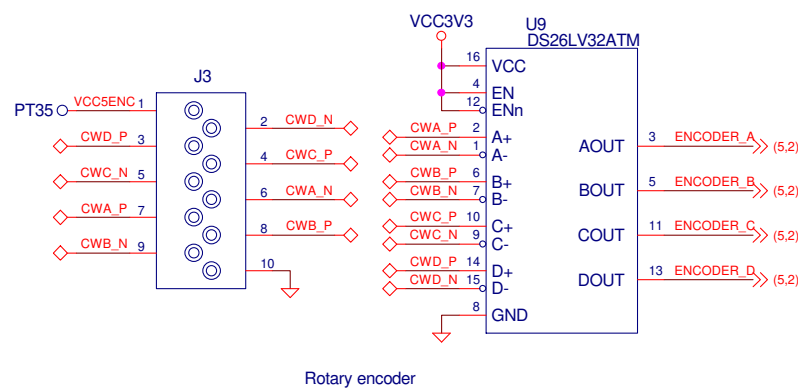 VCC3V3
U9
DS26LV32ATM
J3
PT35
VCC5ENC 1
2 CWD_N
CWD_P 3
4 CWC_P
CWC_N 5
6 CWA_N
CWA_P 7
8 CWB_P
CWB_N 9
10
16 VCC
4 EN
12 ENn
CWA_P 2 A+
CWA_N 1 A-
AOUT 3 ENCODER_A (5,2)
CWB_P 6 B+
CWB_N 7 B-
BOUT 5 ENCODER_B (5,2)
CWC_P 10 C+
CWC_N 9 C-
COUT 11 ENCODER_C (5,2)
CWD_P 14 D+
CWD_N 15 D-
DOUT 13 ENCODER_D (5,2)
8 GND
Rotary encoder